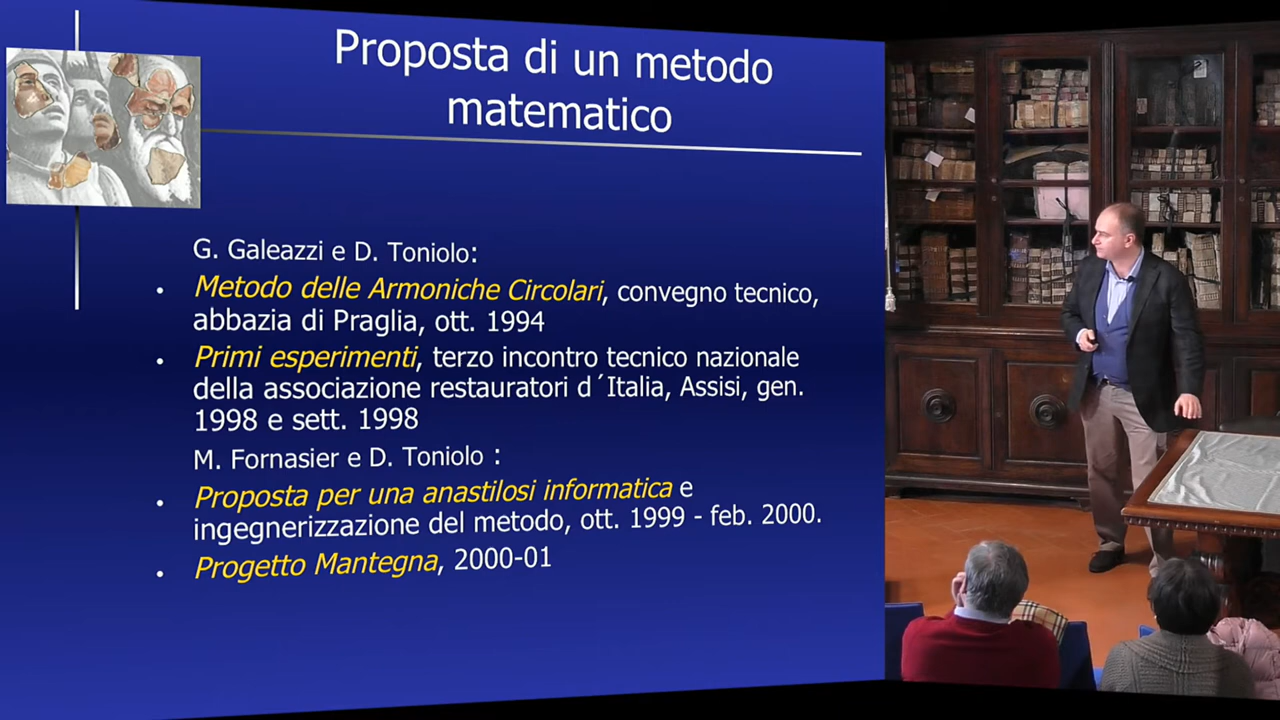 Proposta di un metodo
matematico
G. Galeazzi e D. Toniolo:
• Metodo delle Armoniche Circolari, convegno tecnico,
abbazia di Praglia, ott. 1994
• Primi esperimenti, terzo incontro tecnico nazionale
della associazione restauratori d´Italia, Assisi, gen.
1998 e sett. 1998
M. Fornasier e D. Toniolo :
• Proposta per una anastilosi informatica e
ingegnerizzazione del metodo, ott. 1999 - feb. 2000.
• Progetto Mantegna, 2000-01